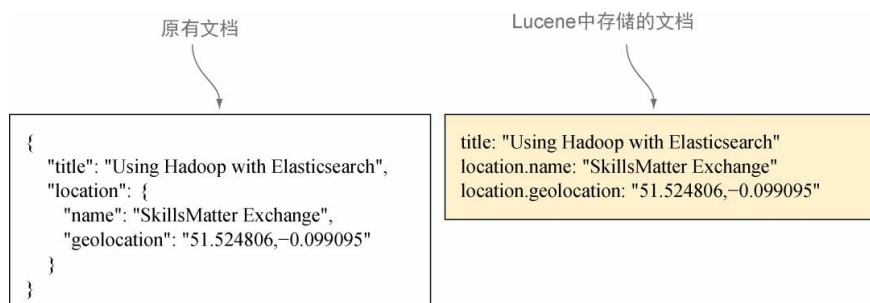 原有文档
Lucene中存储的文档
{
"title": "Using Hadoop with Elasticsearch",
"location": {
"name": "SkillsMatter Exchange",
"geolocation": "51.524806,−0.099095"
}
}
title: "Using Hadoop with Elasticsearch"
location.name: "SkillsMatter Exchange"
location.geolocation: "51.524806,−0.099095"